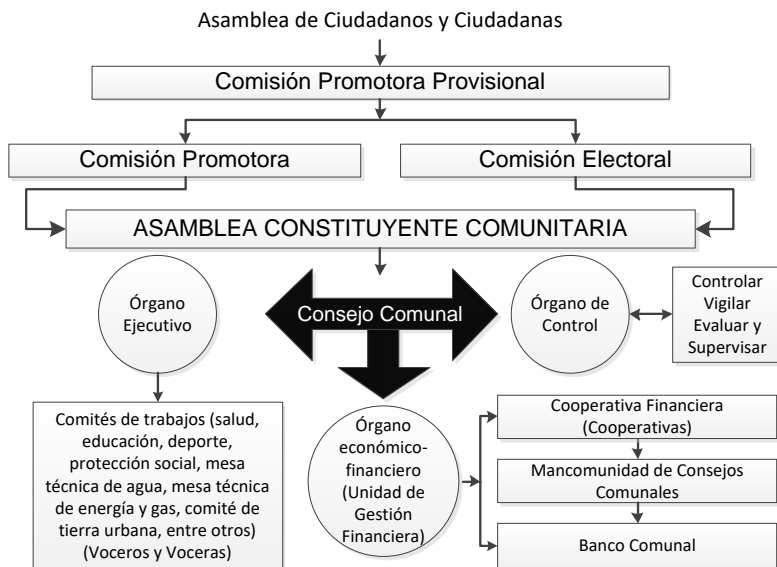 Asamblea de Ciudadanos y Ciudadanas
Comisión Promotora Provisional
Comisión Promotora
Comisión Electoral
ASAMBLEA CONSTITUYENTE COMUNITARIA
Órgano
Ejecutivo
Consejo Comunal
Órgano de
Control
Controlar
Vigilar
Evaluar y
Supervisar
Comités de trabajos (salud,
educación, deporte,
protección social, mesa
técnica de agua, mesa técnica
de energía y gas, comité de
tierra urbana, entre otros)
(Voceros y Voceras)
Órgano
económico-
financiero
(Unidad de
Gestión
Financiera)
Cooperativa Financiera
(Cooperativas)
Mancomunidad de Consejos
Comunales
Banco Comunal